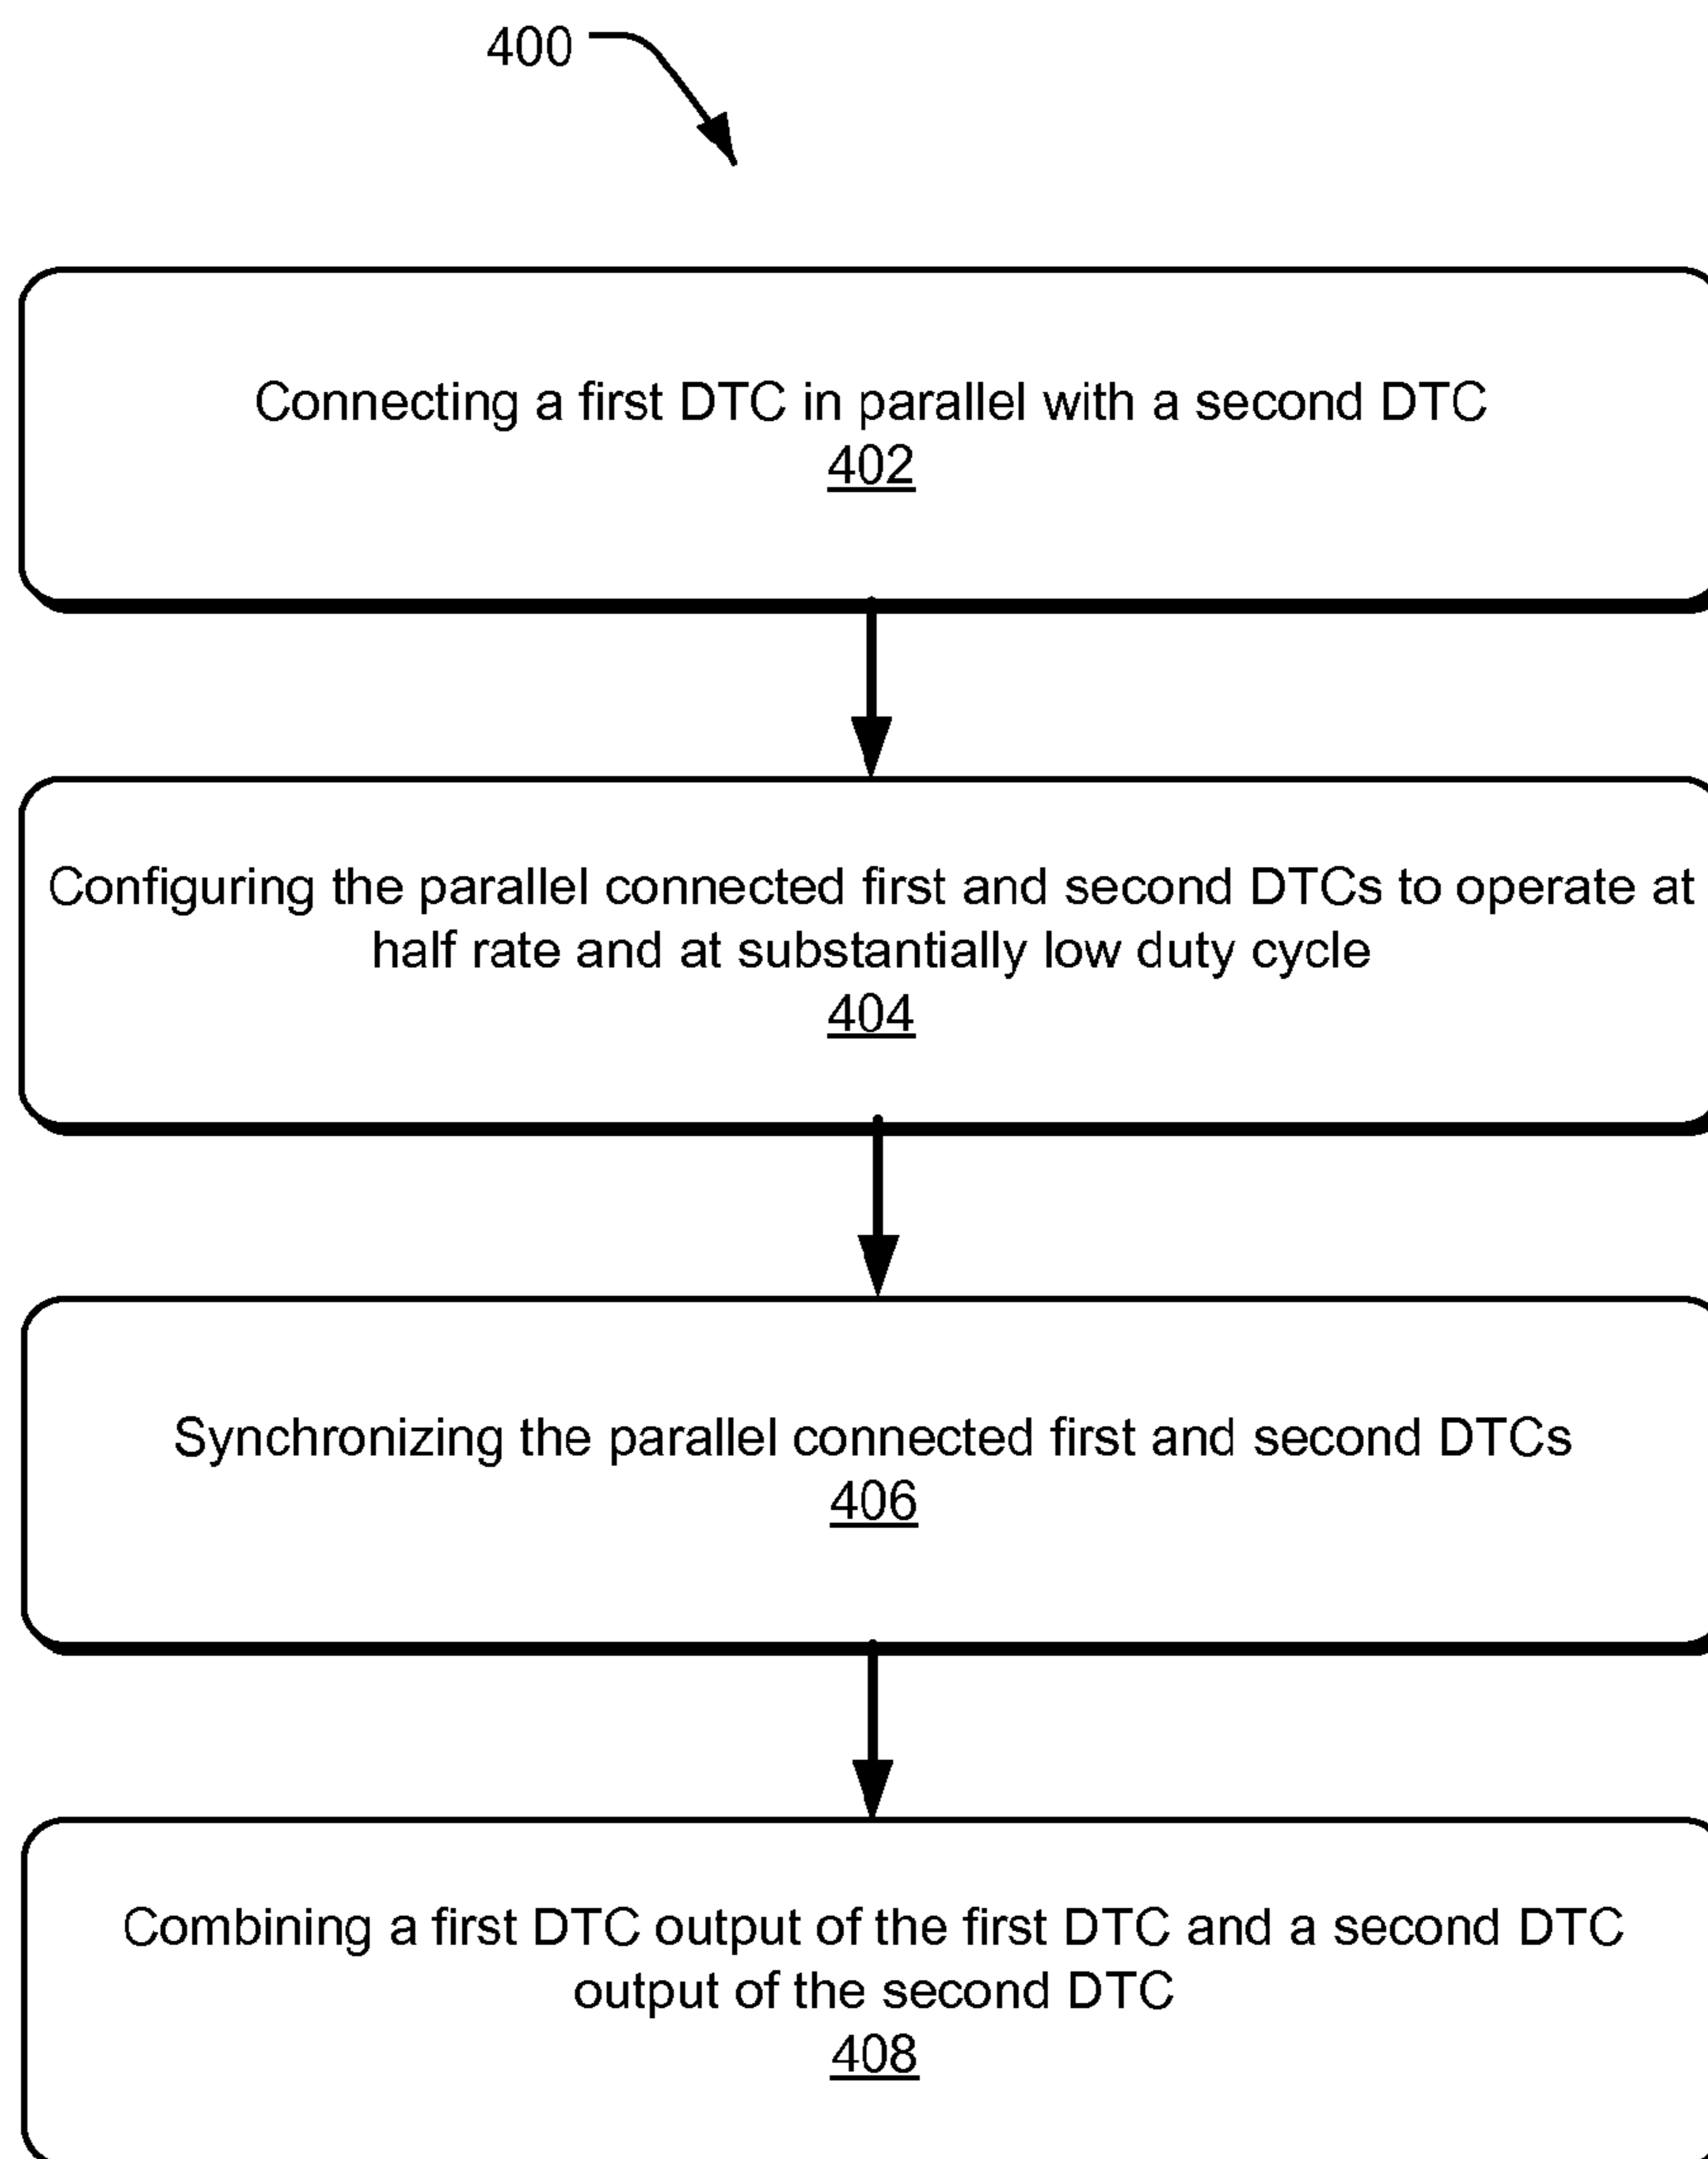 400
Connecting a first DTC in parallel with a second DTC
402
Configuring the parallel connected first and second DTCs to operate at
half rate and at substantially low duty cycle
404
Synchronizing the parallel connected first and second DTCs
406
Combining a first DTC output of the first DTC and a second DTC
output of the second DTC
408